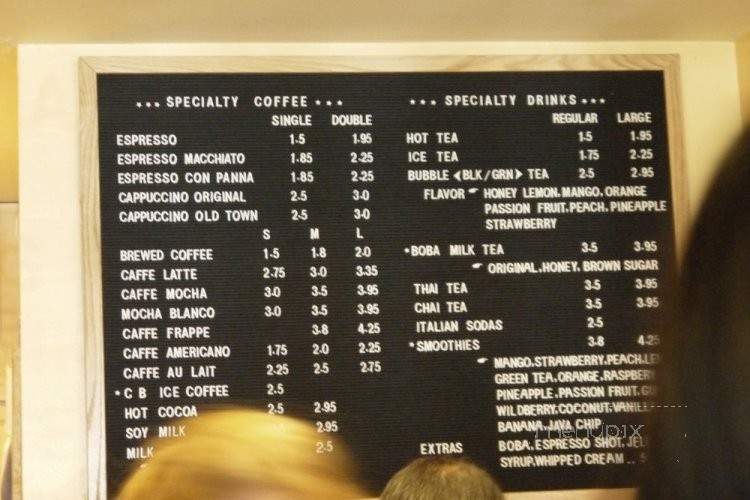 *** SPECIALTY COFFEE ***
SINGLE DOUBLE
ESPRESSO 1.5 1.95
ESPRESSO MACCHIATO 1.85 2.25
ESPRESSO CON PANNA 1.85 2.25
CAPPUCCINO ORIGINAL 2.5 3.0
CAPPUCCINO OLD TOWN 2.5 3.0
S M L
BREWED COFFEE 1.5 1.8 2.0
CAFFE LATTE 2.75 3.0 3.35
CAFFE MOCHA 3.0 3.5 3.95
MOCHA BLANCO 3.0 3.5 3.95
CAFFE FRAPPE 3.8 4.25
CAFFE AMERICANO 1.75 2.0 2.25
CAFFE AU LAIT 2.25 2.5 2.75
*C B ICE COFFEE 2.5
HOT COCOA 2.5 2.95
SOY MILK 2.95
MILK 2.5
*** SPECIALTY DRINKS ***
REGULAR LARGE
HOT TEA 1.5 1.95
ICE TEA 1.75 2.25
BUBBLE <BLK/GRN> TEA 2.5 2.95
FLAVOR HONEY LEMON.MANGO.ORANGE
PASSION FRUIT.PEACH.PINEAPPLE
STRAWBERRY
*BOBA MILK TEA 3.5 3.95
ORIGINAL.HONEY.BROWN SUGAR
THAI TEA 3.5 3.95
CHAI TEA 3.5 3.95
ITALIAN SODAS 2.5
*SMOOTHIES 3.8 4.25
MANGO.STRAWBERRY.PEACH.LEM
GREEN TEA.ORANGE.RASPBERRY
PINEAPPLE.PASSION FRUIT.GU
WILDBERRY.COCONUT.VANILL
BANANA.JAVA CHIP
EXTRAS BOBA.ESPRESSO SHOT.JEL
SYRUP.WHIPPED CREAM ..
menupix